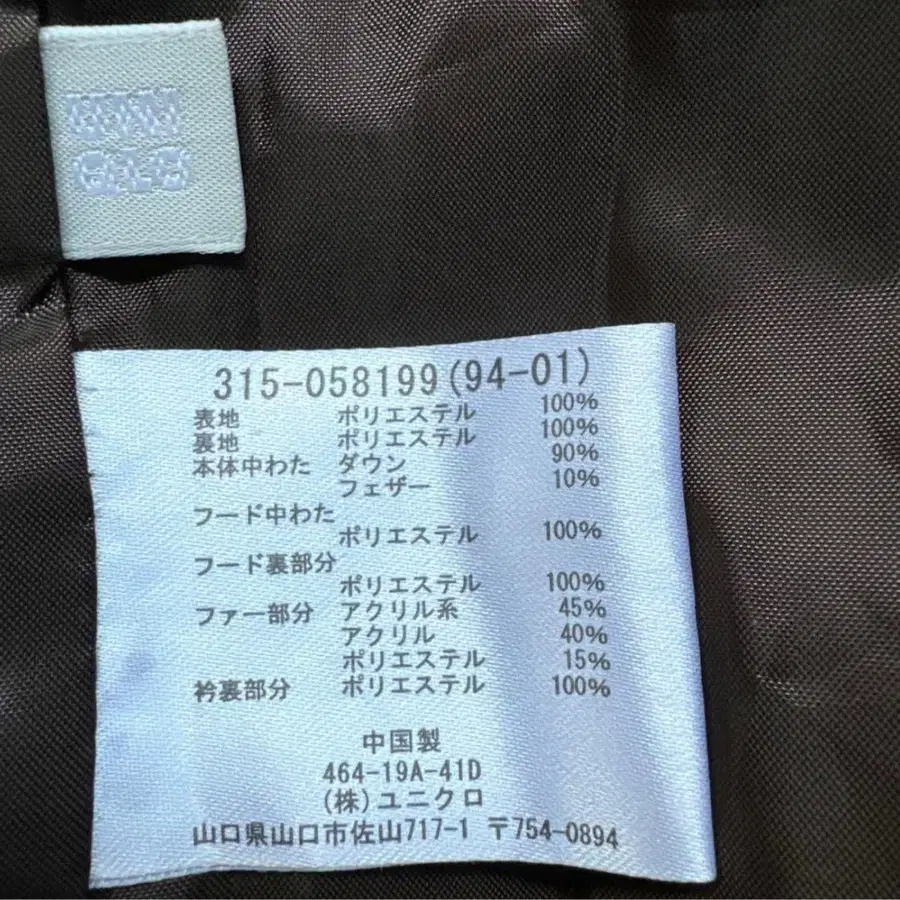 315-058199(94-01)
表地 ポリエステル 100%
裏地 ポリエステル 100%
本体中わた ダウン 90%
フェザー 10%
フード中わた
ポリエステル 100%
フード裏部分
ポリエステル 100%
ファー部分 アクリル系 45%
アクリル 40%
ポリエステル 15%
衿裏部分 ポリエステル 100%
中国製
464-19A-41D
(株)ユニクロ
山口県山口市佐山717-1 〒754-0894